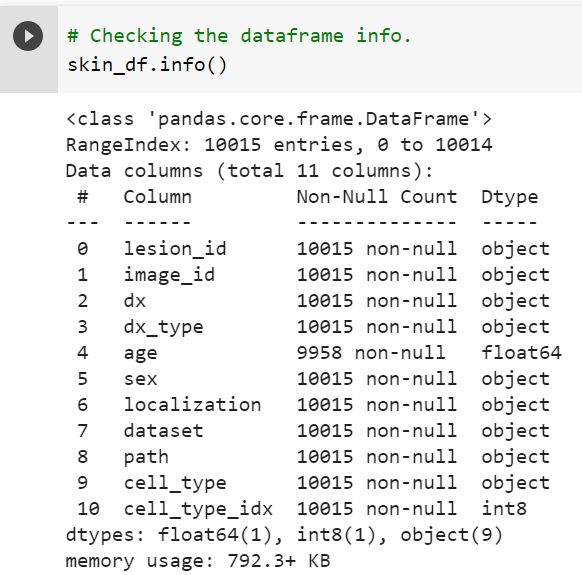 # Checking the dataframe info.
skin_df.info()
<class 'pandas.core.frame.DataFrame'>
RangeIndex: 10015 entries, 0 to 10014
Data columns (total 11 columns):
 #   Column         Non-Null Count  Dtype
---  ------         --------------  -----
 0   lesion_id      10015 non-null  object
 1   image_id       10015 non-null  object
 2   dx             10015 non-null  object
 3   dx_type        10015 non-null  object
 4   age            9958 non-null   float64
 5   sex            10015 non-null  object
 6   localization   10015 non-null  object
 7   dataset        10015 non-null  object
 8   path           10015 non-null  object
 9   cell_type      10015 non-null  object
 10  cell_type_idx  10015 non-null  int8
dtypes: float64(1), int8(1), object(9)
memory usage: 792.3+ KB